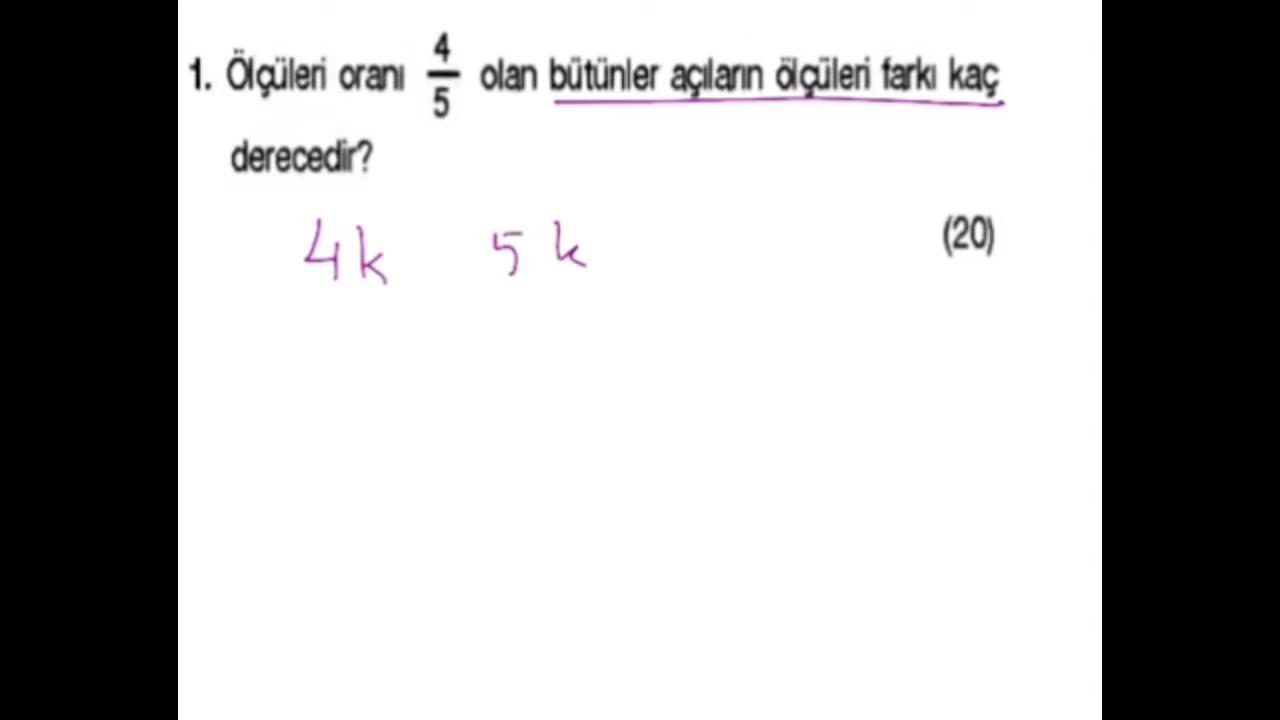 1. Ölçüleri oranı 4/5 olan bütünler açıların ölçüleri farkı kaç
derecedir?
4k 5k
(20)